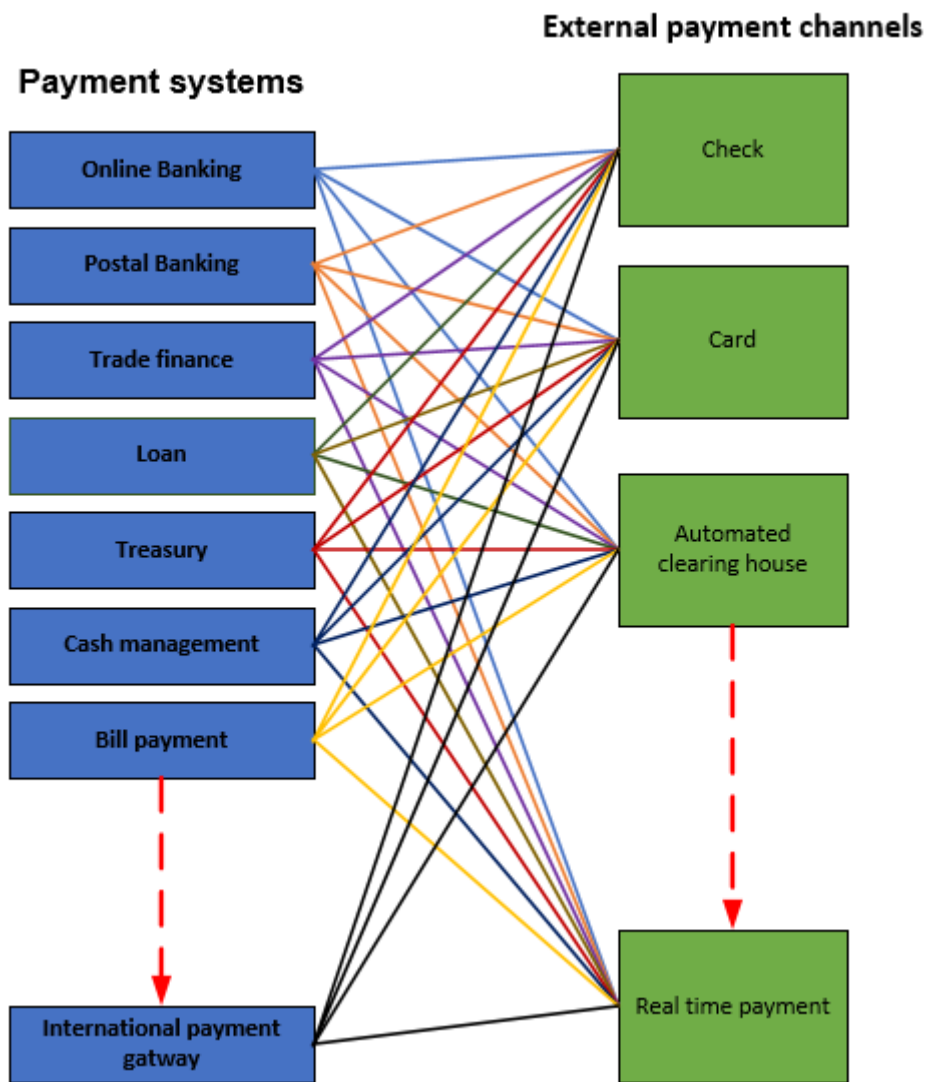 External payment channels
Payment systems
Online Banking
Postal Banking
Trade finance
Loan
Treasury
Cash management
Bill payment
International payment
gatway
Check
Card
Automated
clearing house
Real time payment